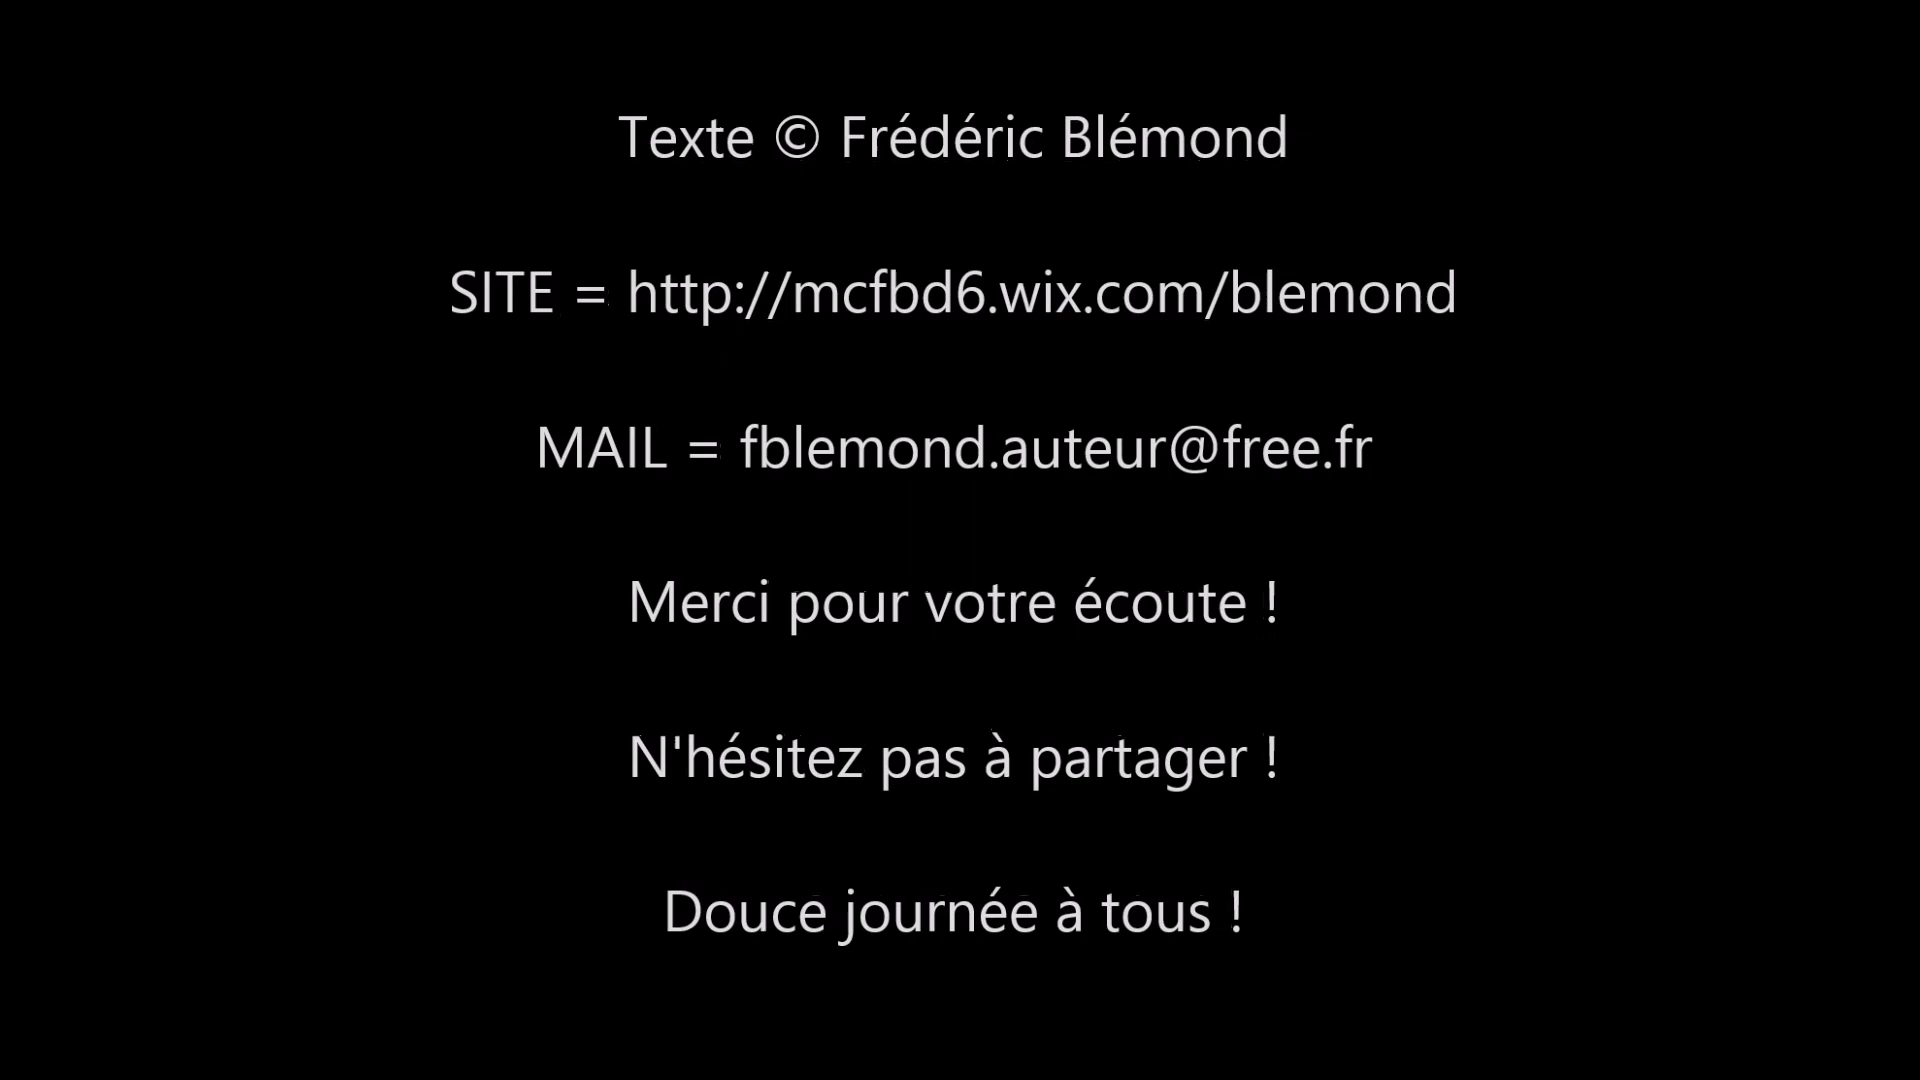 Texte © Frédéric Blémond
SITE = http://mcfbd6.wix.com/blemond
MAIL = fblemond.auteur@free.fr
Merci pour votre écoute !
N'hésitez pas à partager !
Douce journée à tous !